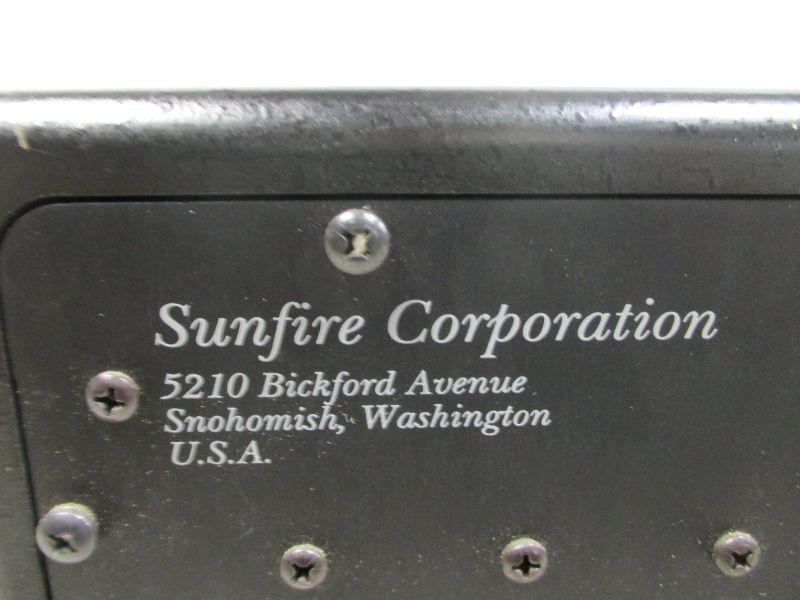 Sunfire Corporation
5210 Bickford Avenue
Snohomish, Washington
U.S.A.